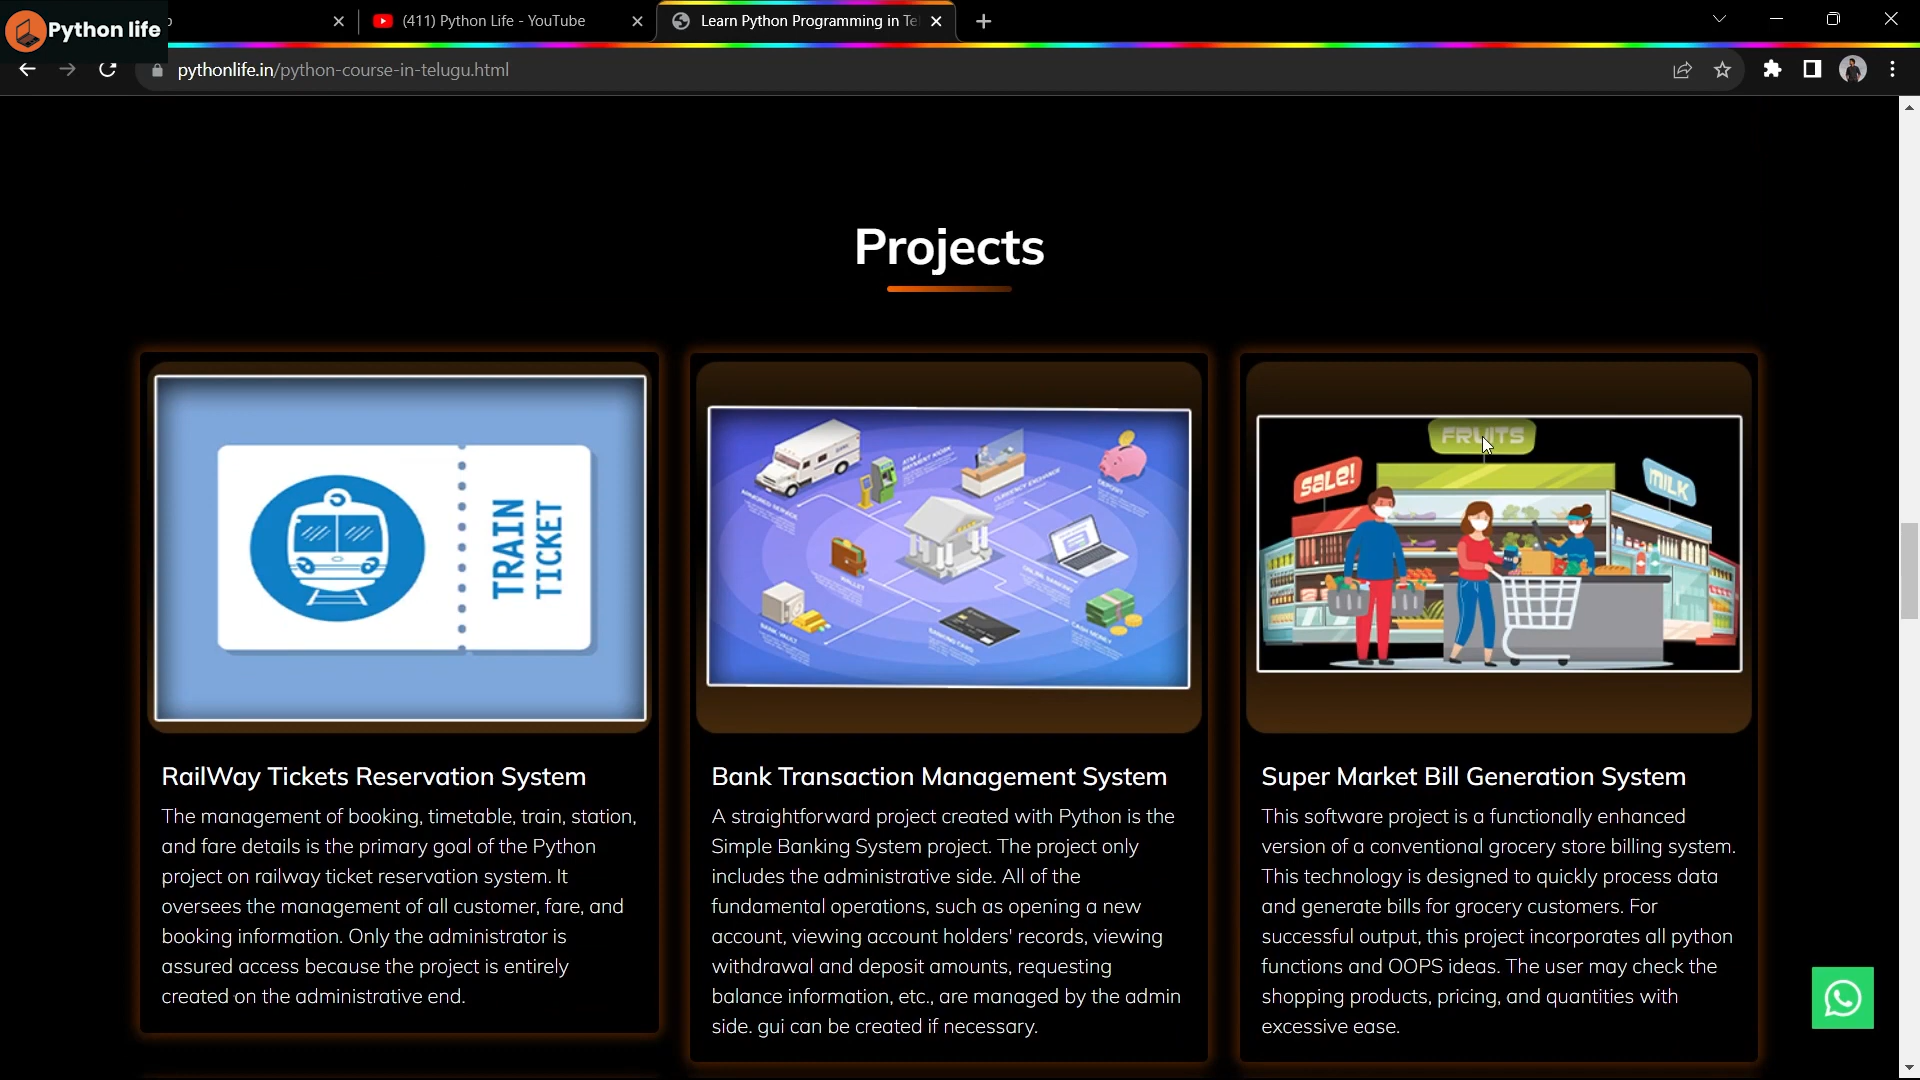 Python life
(411) Python Life - YouTube
Learn Python Programming in Te
pythonlife.in/python-course-in-telugu.html
Projects
TRAIN
TICKET
FRUITS
SALE!
MILK
RailWay Tickets Reservation System
The management of booking, timetable, train, station,
and fare details is the primary goal of the Python
project on railway ticket reservation system. It
oversees the management of all customer, fare, and
booking information. Only the administrator is
assured access because the project is entirely
created on the administrative end.
Bank Transaction Management System
A straightforward project created with Python is the
Simple Banking System project. The project only
includes the administrative side. All of the
fundamental operations, such as opening a new
account, viewing account holders' records, viewing
withdrawal and deposit amounts, requesting
balance information, etc., are managed by the admin
side. gui can be created if necessary.
Super Market Bill Generation System
This software project is a functionally enhanced
version of a conventional grocery store billing system.
This technology is designed to quickly process data
and generate bills for grocery customers. For
successful output, this project incorporates all python
functions and OOPS ideas. The user may check the
shopping products, pricing, and quantities with
excessive ease.